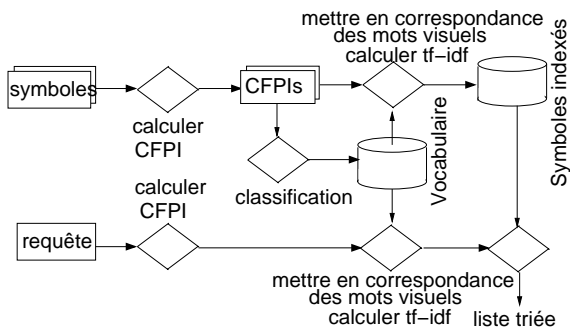 mettre en correspondance
des mots visuels
calculer tf-idf
symboles
CFPIs
calculer
CFPI
Symboles indexés
Vocabulaire
classification
calculer
CFPI
requête
mettre en correspondance
des mots visuels
calculer tf-idf
liste triée